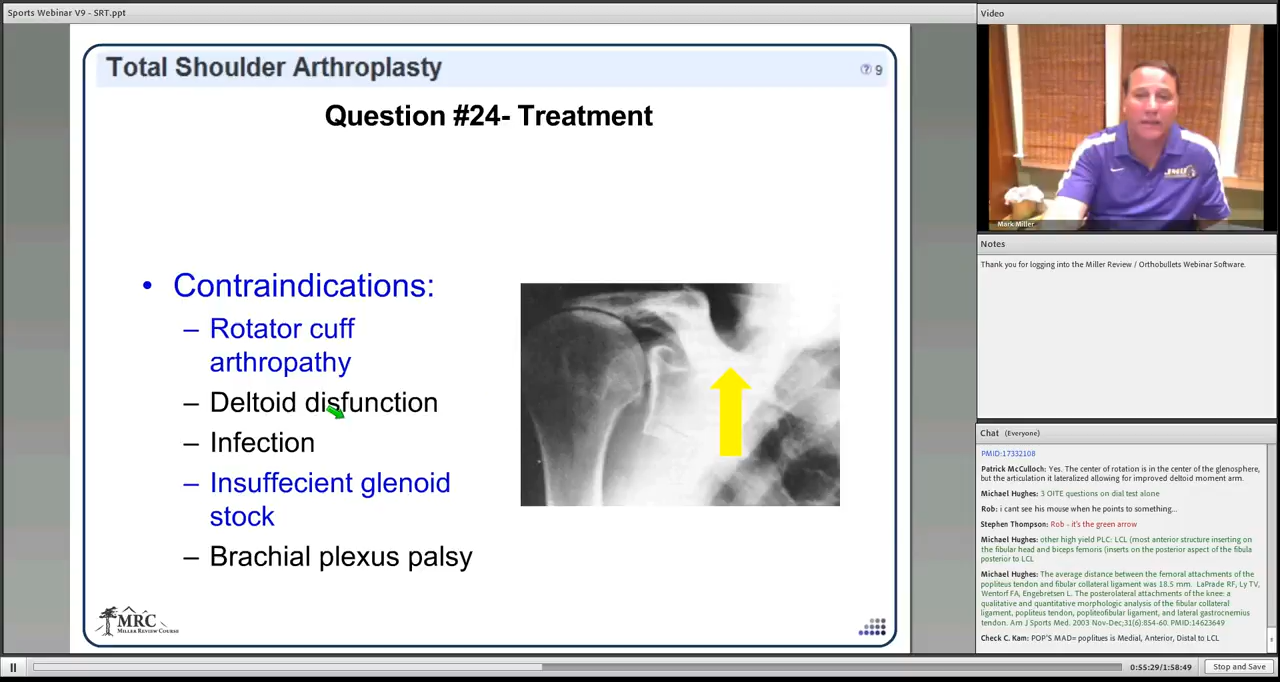 Sports Webinar V9 - SRT.ppt
Total Shoulder Arthroplasty
9
Question #24- Treatment
• Contraindications:
– Rotator cuff
arthropathy
– Deltoid disfunction
– Infection
– Insuffecient glenoid
stock
– Brachial plexus palsy
MRC
MILLER REVIEW COURSE
Video
JMU
Mark Miller
Notes
Thank you for logging into the Miller Review / Orthobullets Webinar Software.
Chat (Everyone)
PMID:17332108
Patrick McCulloch: Yes. The center of rotation is in the center of the glenosphere,
but the articulation it lateralized allowing for improved deltoid moment arm.
Michael Hughes: 3 OITE questions on dial test alone
Rob: i cant see his mouse when he points to something...
Stephen Thompson: Rob - it's the green arrow
Michael Hughes: other high yield PLC: LCL (most anterior structure inserting on
the fibular head and biceps femoris (inserts on the posterior aspect of the fibula
posterior to LCL
Michael Hughes: The average distance between the femoral attachments of the
popliteus tendon and fibular collateral ligament was 18.5 mm. LaPrade RF, Ly TV,
Wentorf FA, Engebretsen L. The posterolateral attachments of the knee: a
qualitative and quantitative morphologic analysis of the fibular collateral
ligament, popliteus tendon, popliteofibular ligament, and lateral gastrocnemius
tendon. Am J Sports Med. 2003 Nov-Dec;31(6):854-60. PMID:14623649
Check C. Kam: POP'S MAD= poplitues is Medial, Anterior, Distal to LCL
0:55:29/1:58:49
Stop and Save